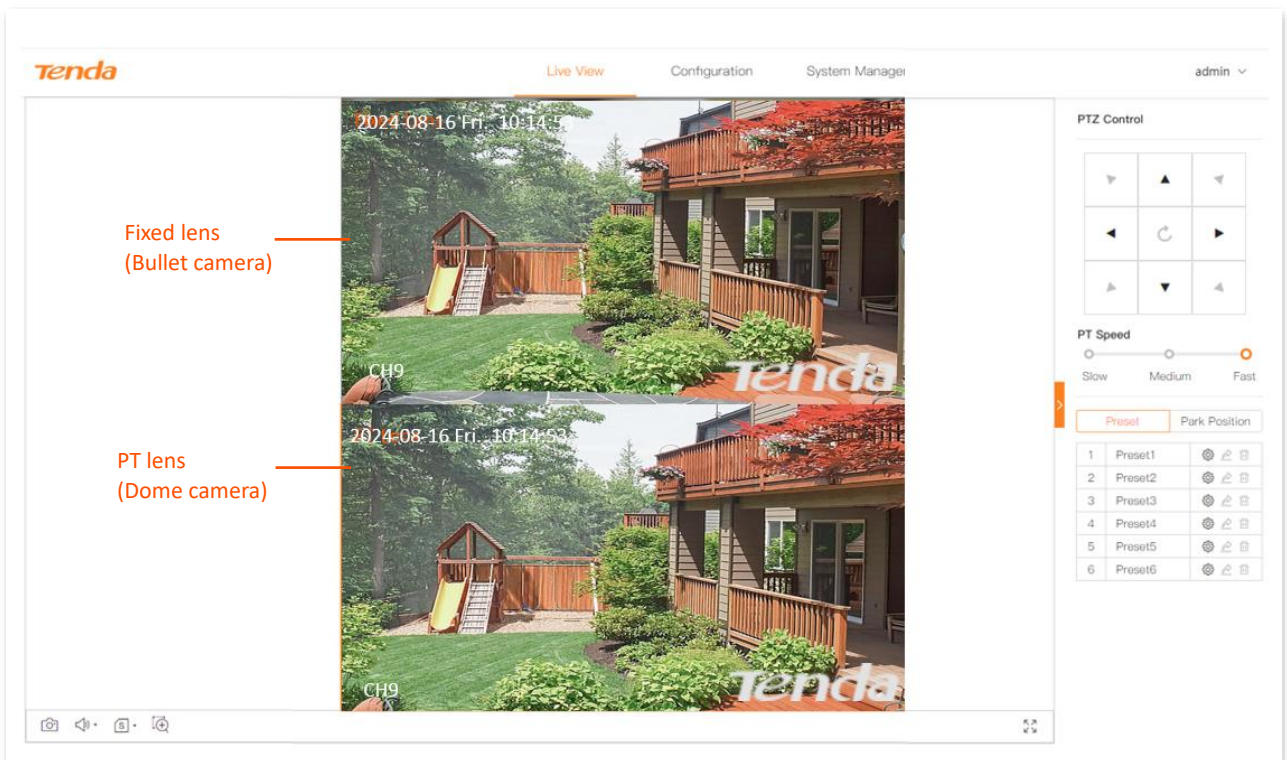 Tenda
Live View
Configuration
System Manager
admin
2024-08-16 Fri. 10:14:53
Fixed lens
(Bullet camera)
CH9
Tenda
2024-08-16 Fri. 10:14:53
PT lens
(Dome camera)
CH9
Tenda
PTZ Control
PT Speed
Slow
Medium
Fast
Preset
Park Position
1 Preset1
2 Preset2
3 Preset3
4 Preset4
5 Preset5
6 Preset6